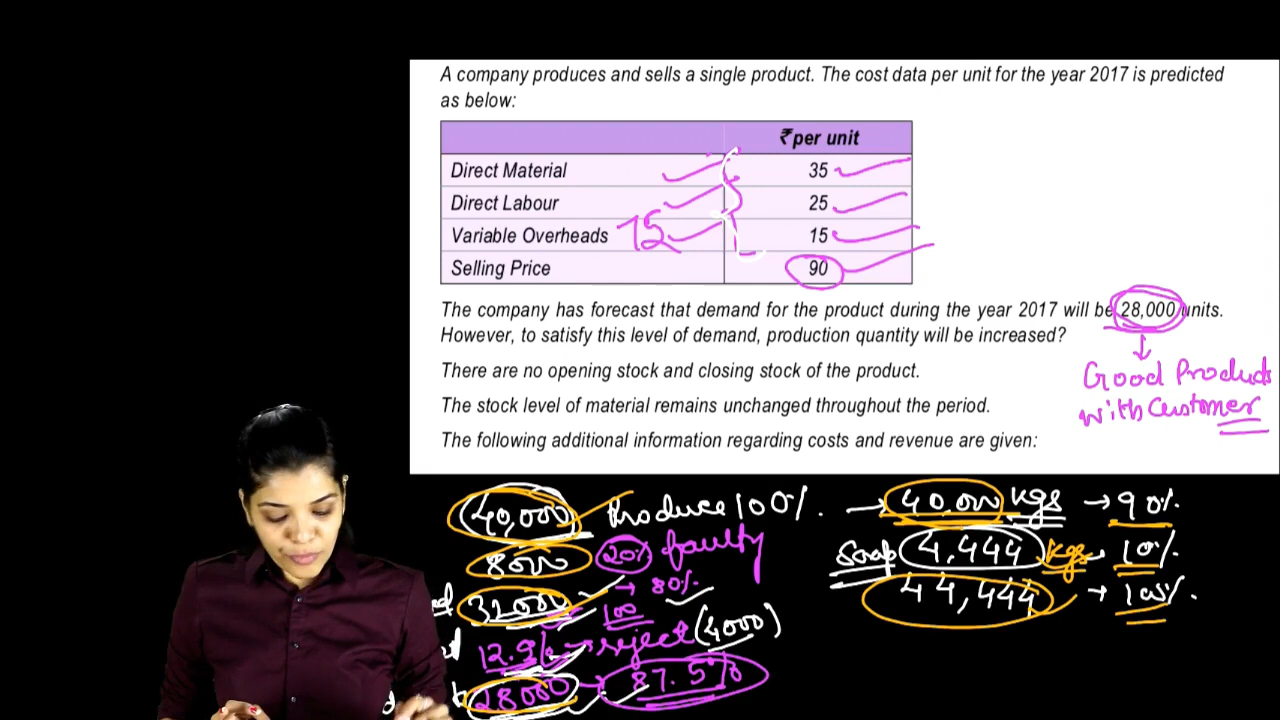 A company produces and sells a single product. The cost data per unit for the year 2017 is predicted
as below:
₹ per unit
Direct Material 35
Direct Labour 25
Variable Overheads 75 15
Selling Price 90
The company has forecast that demand for the product during the year 2017 will be 28,000 units.
However, to satisfy this level of demand, production quantity will be increased?
Good Products
with Customer
There are no opening stock and closing stock of the product.
The stock level of material remains unchanged throughout the period.
The following additional information regarding costs and revenue are given:
40,000 Produce 100%. → 40,000 kgs → 90%
8000 20% faulty
Scrap 4,444 kgs → 10%
32000 → 80%
44,444 → 100%.
100
12.5% → reject (4000)
28000 → 87.5%